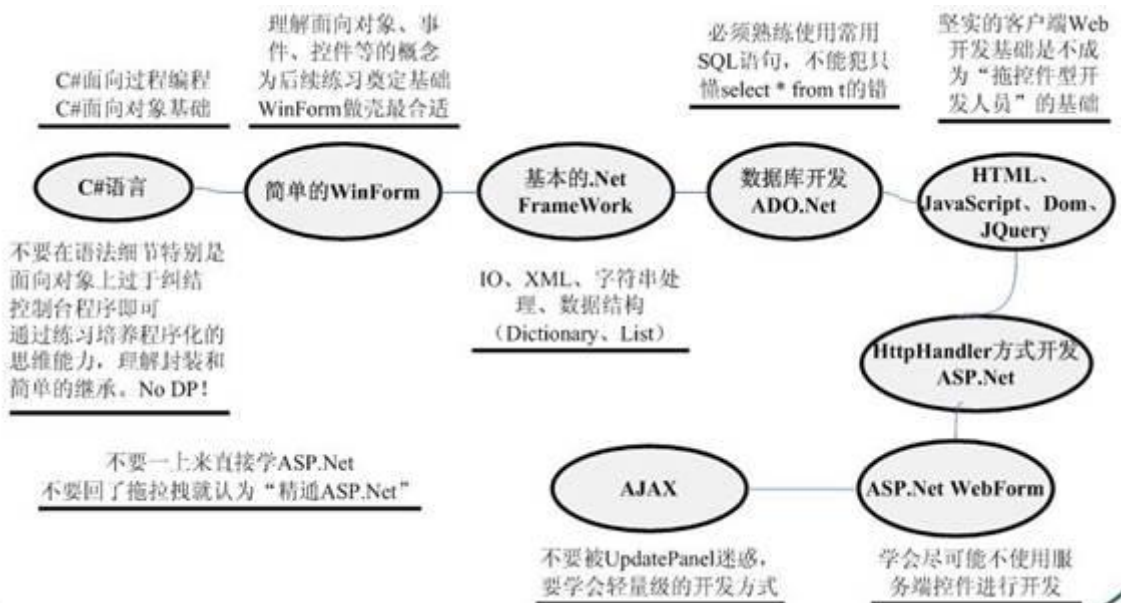 C#面向过程编程
C#面向对象基础
理解面向对象、事
件、控件等的概念
为后续练习奠定基础
WinForm做壳最合适
必须熟练使用常用
SQL语句，不能犯只
懂select * from t的错
坚实的客户端Web
开发基础是不成
为“拖控件型开
发人员”的基础
C#语言
简单的WinForm
基本的.Net
FrameWork
数据库开发
ADO.Net
HTML、
JavaScript、Dom、
JQuery
不要在语法细节特别是
面向对象上过于纠结
控制台程序即可
通过练习培养程序化的
思维能力，理解封装和
简单的继承。No DP！
IO、XML、字符串处
理、数据结构
（Dictionary、List）
HttpHandler方式开发
ASP.Net
不要一上来直接学ASP.Net
不要回了拖拉拽就认为“精通ASP.Net”
AJAX
ASP.Net WebForm
不要被UpdatePanel迷惑，
要学会轻量级的开发方式
学会尽可能不使用服
务端控件进行开发